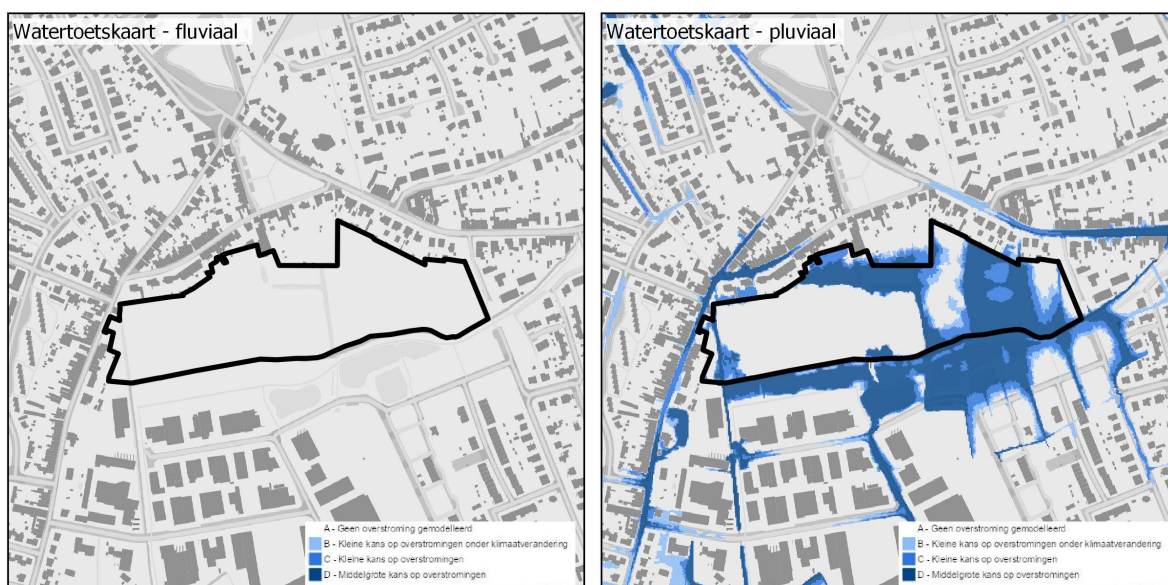 Watertoetskaart - fluviaal
A - Geen overstroming gemodelleerd
B - Kleine kans op overstromingen onder klimaatverandering
C - Kleine kans op overstromingen
D - Middelgrote kans op overstromingen
Watertoetskaart - pluviaal
A - Geen overstroming gemodelleerd
B - Kleine kans op overstromingen onder klimaatverandering
C - Kleine kans op overstromingen
D - Middelgrote kans op overstromingen